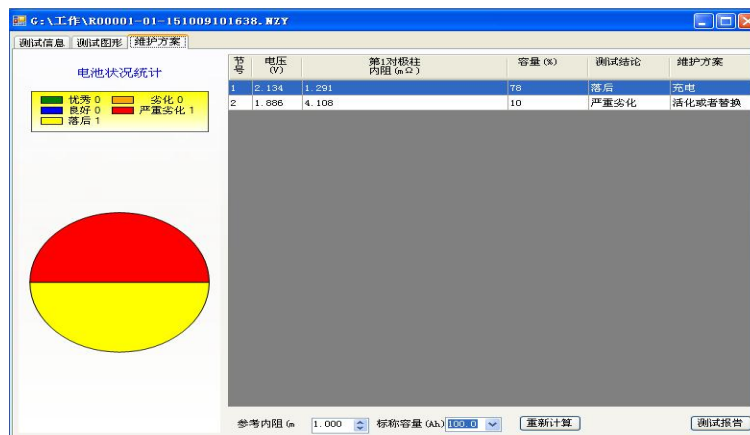 G:\工作\R00001-01-151009101638.NZY
测试信息 测试图形 维护方案
电池状况统计
优秀 0 劣化 0
良好 0 严重劣化 1
落后 1
节号 电压(V) 第1对极柱内阻(mΩ) 容量(%) 测试结论 维护方案
1 2.134 1.291 78 落后 充电
2 1.886 4.108 10 严重劣化 活化或者替换
参考内阻(m 1.000 标称容量(Ah) 100.0 重新计算 测试报告